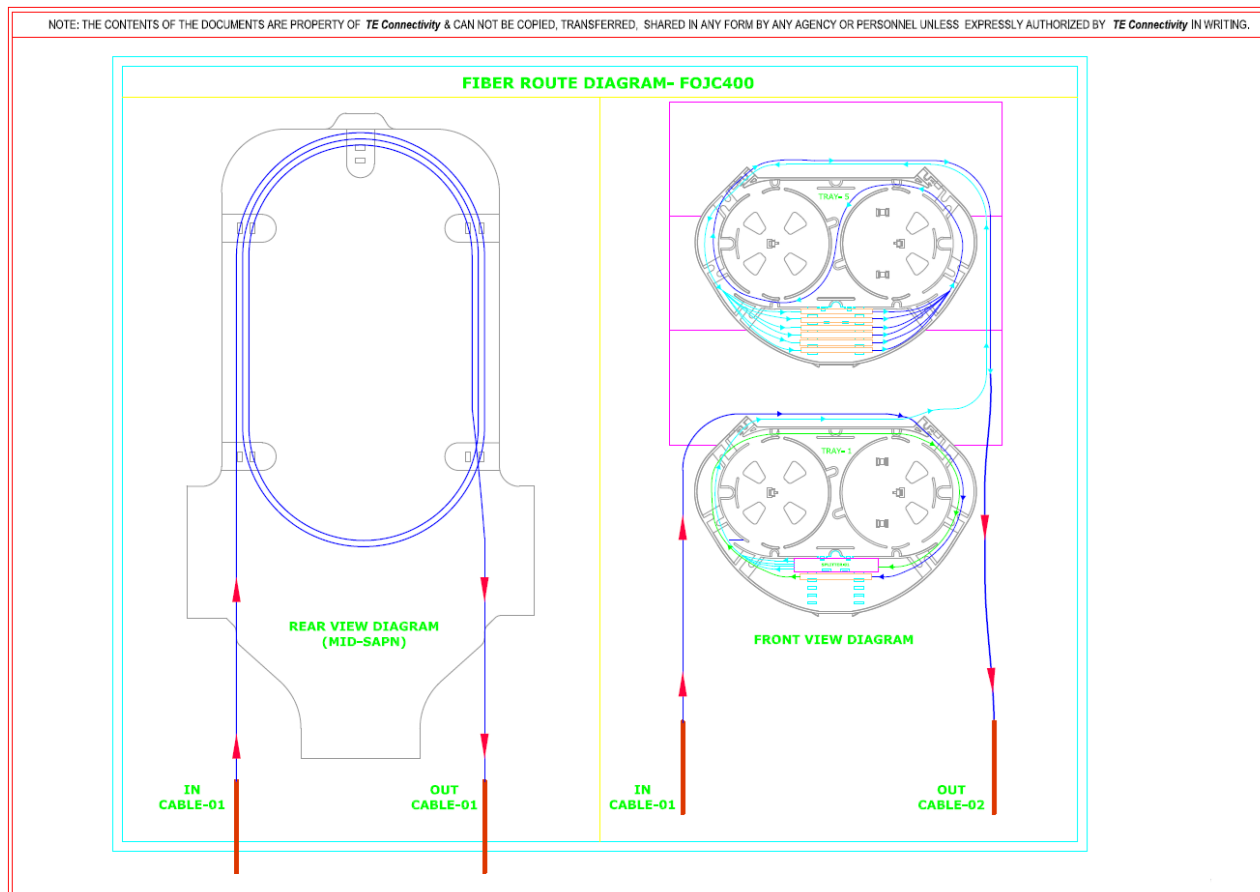 NOTE: THE CONTENTS OF THE DOCUMENTS ARE PROPERTY OF TE Connectivity & CAN NOT BE COPIED, TRANSFERRED, SHARED IN ANY FORM BY ANY AGENCY OR PERSONNEL UNLESS EXPRESSLY AUTHORIZED BY TE Connectivity IN WRITING.
FIBER ROUTE DIAGRAM- FOJC400
TRAY- 5
TRAY- 1
REAR VIEW DIAGRAM
(MID-SAPN)
FRONT VIEW DIAGRAM
IN
CABLE-01
OUT
CABLE-01
IN
CABLE-01
OUT
CABLE-02